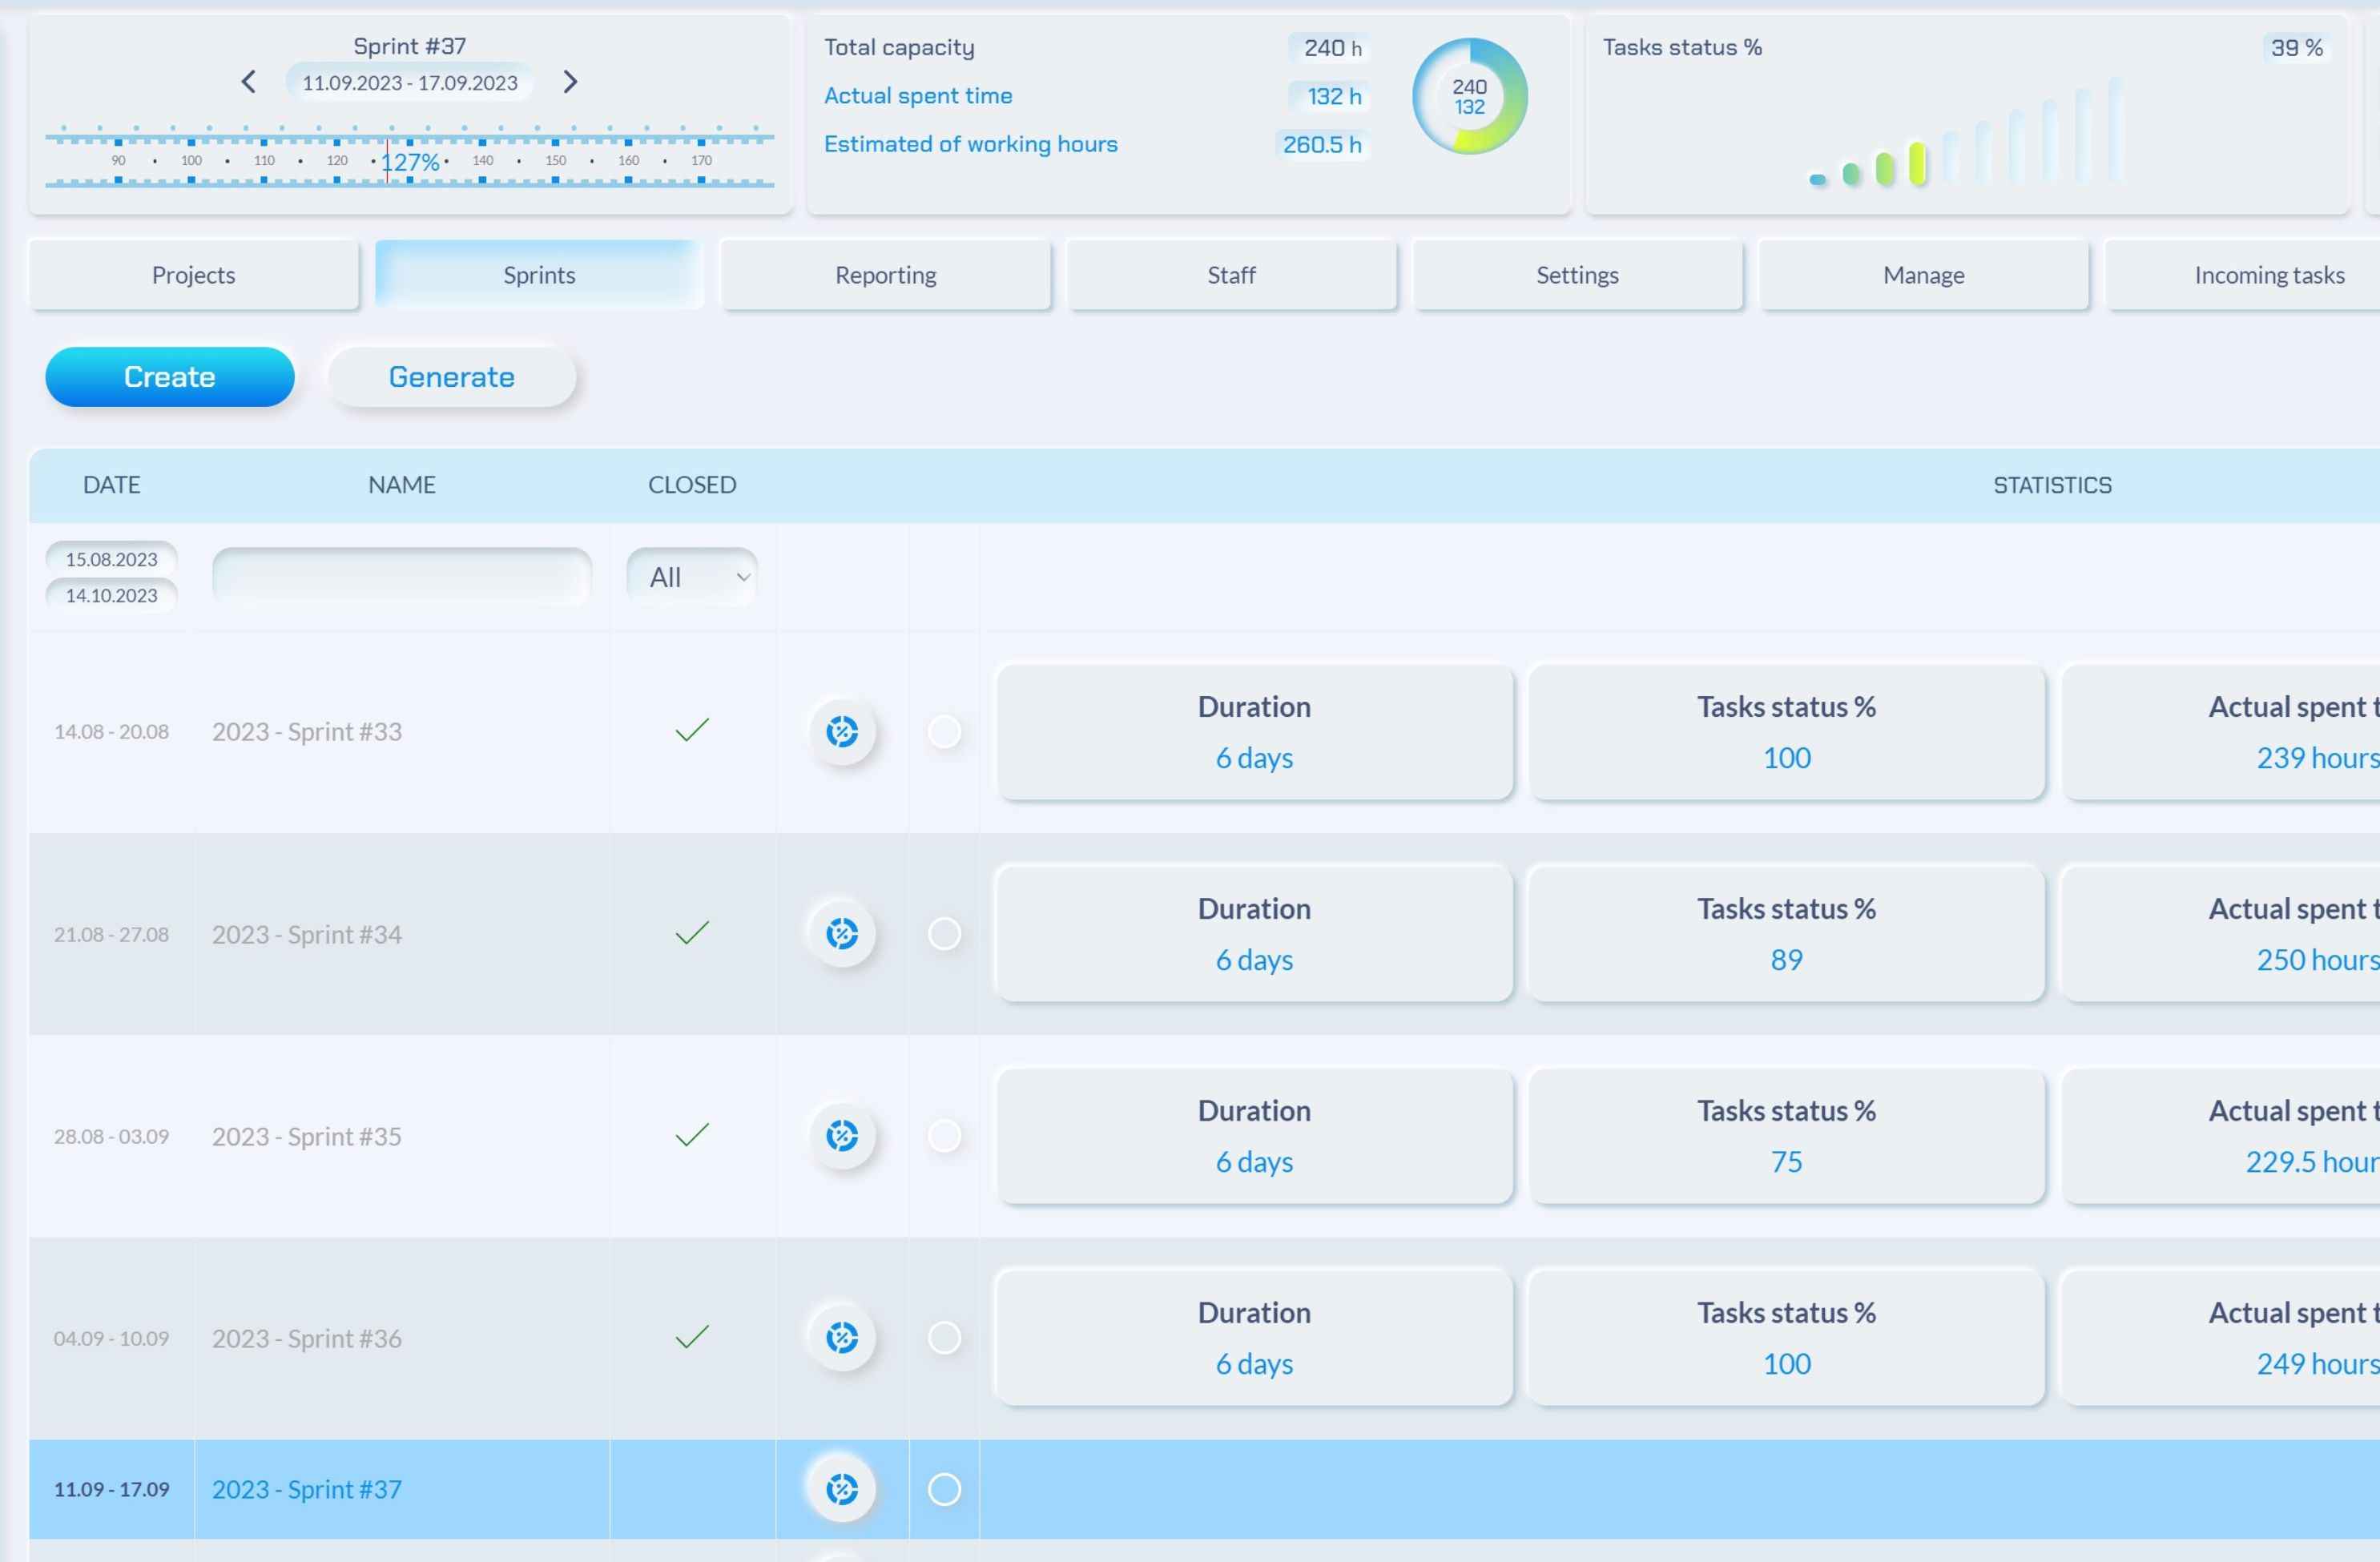 Sprint #37
11.09.2023 - 17.09.2023
90 · 100 · 110 · 120 · 127% · 140 · 150 · 160 · 170
Total capacity 240 h
Actual spent time 132 h
Estimated of working hours 260.5 h
240
132
Tasks status % 39 %
Projects Sprints Reporting Staff Settings Manage Incoming tasks
Create Generate
DATE NAME CLOSED STATISTICS
15.08.2023
14.10.2023
All
14.08 - 20.08 2023 - Sprint #33
Duration Tasks status % Actual spent t
6 days 100 239 hours
21.08 - 27.08 2023 - Sprint #34
Duration Tasks status % Actual spent t
6 days 89 250 hours
28.08 - 03.09 2023 - Sprint #35
Duration Tasks status % Actual spent t
6 days 75 229.5 hour
04.09 - 10.09 2023 - Sprint #36
Duration Tasks status % Actual spent t
6 days 100 249 hours
11.09 - 17.09 2023 - Sprint #37